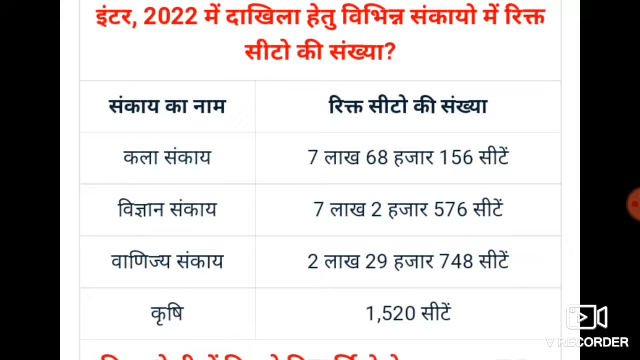 इंटर, 2022 में दाखिला हेतु विभिन्न संकायो में रिक्त
सीटो की संख्या?
संकाय का नाम रिक्त सीटो की संख्या
कला संकाय 7 लाख 68 हजार 156 सीटें
विज्ञान संकाय 7 लाख 2 हजार 576 सीटें
वाणिज्य संकाय 2 लाख 29 हजार 748 सीटें
कृषि 1,520 सीटें
V RECORDER